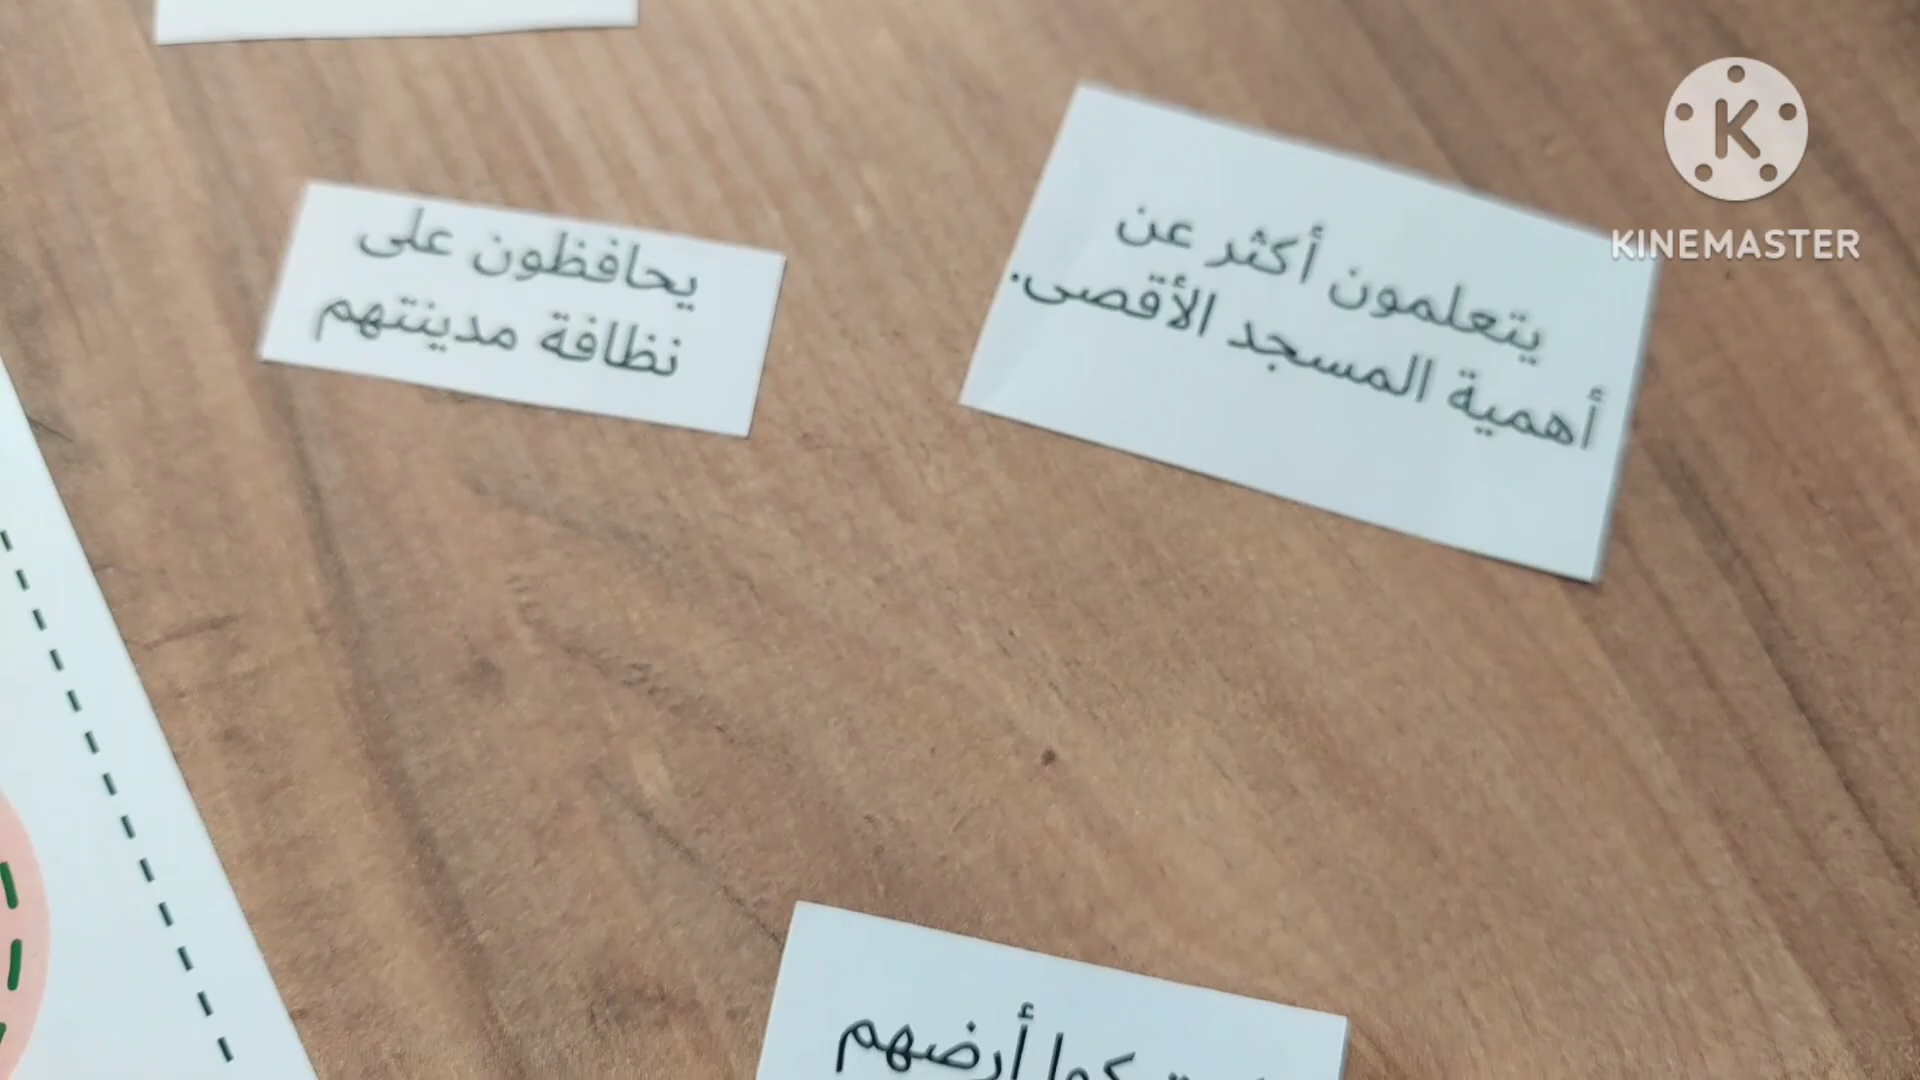 يتعلمون أكثر عن
أهمية المسجد الأقصى.
يحافظون على
نظافة مدينتهم
أرضهم
KINEMASTER